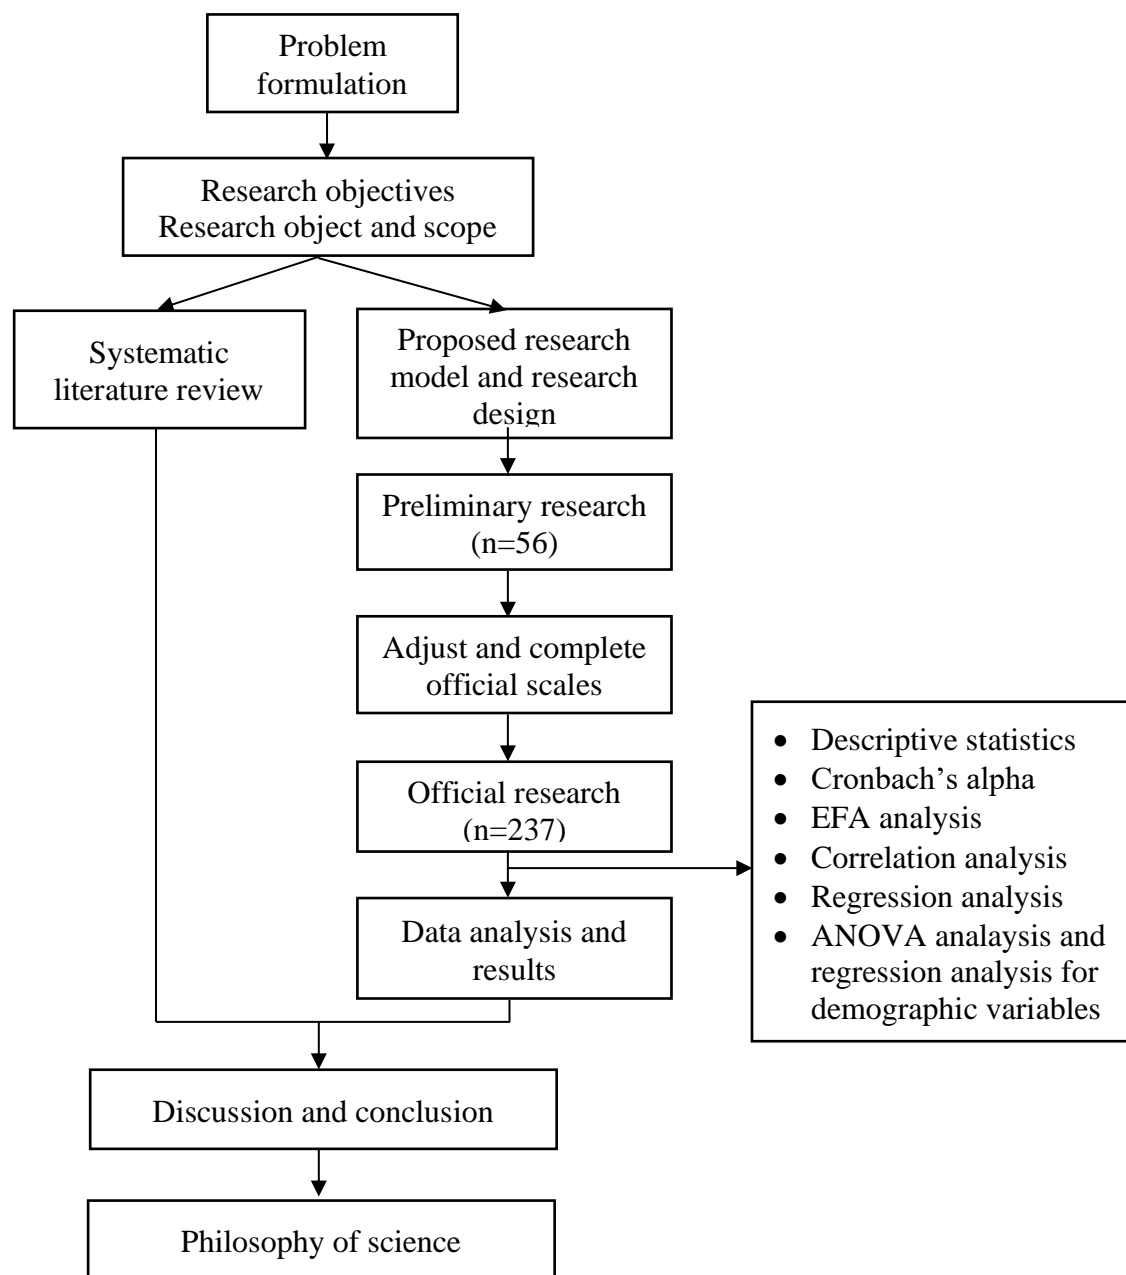 Problem
formulation
Research objectives
Research object and scope
Systematic
literature review
Proposed research
model and research
design
Preliminary research
(n=56)
Adjust and complete
official scales
Official research
(n=237)
• Descriptive statistics
• Cronbach’s alpha
• EFA analysis
• Correlation analysis
• Regression analysis
• ANOVA analaysis and
regression analysis for
demographic variables
Data analysis and
results
Discussion and conclusion
Philosophy of science